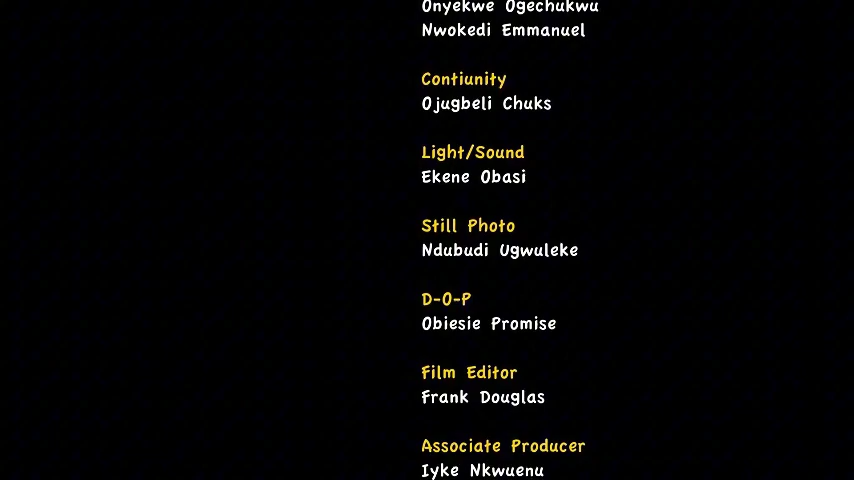 Onyekwe Ogechukwu
Nwokedi Emmanuel
Contiunity
Ojugbeli Chuks
Light/Sound
Ekene Obasi
Still Photo
Ndubudi Ugwuleke
D-O-P
Obiesie Promise
Film Editor
Frank Douglas
Associate Producer
Iyke Nkwuenu